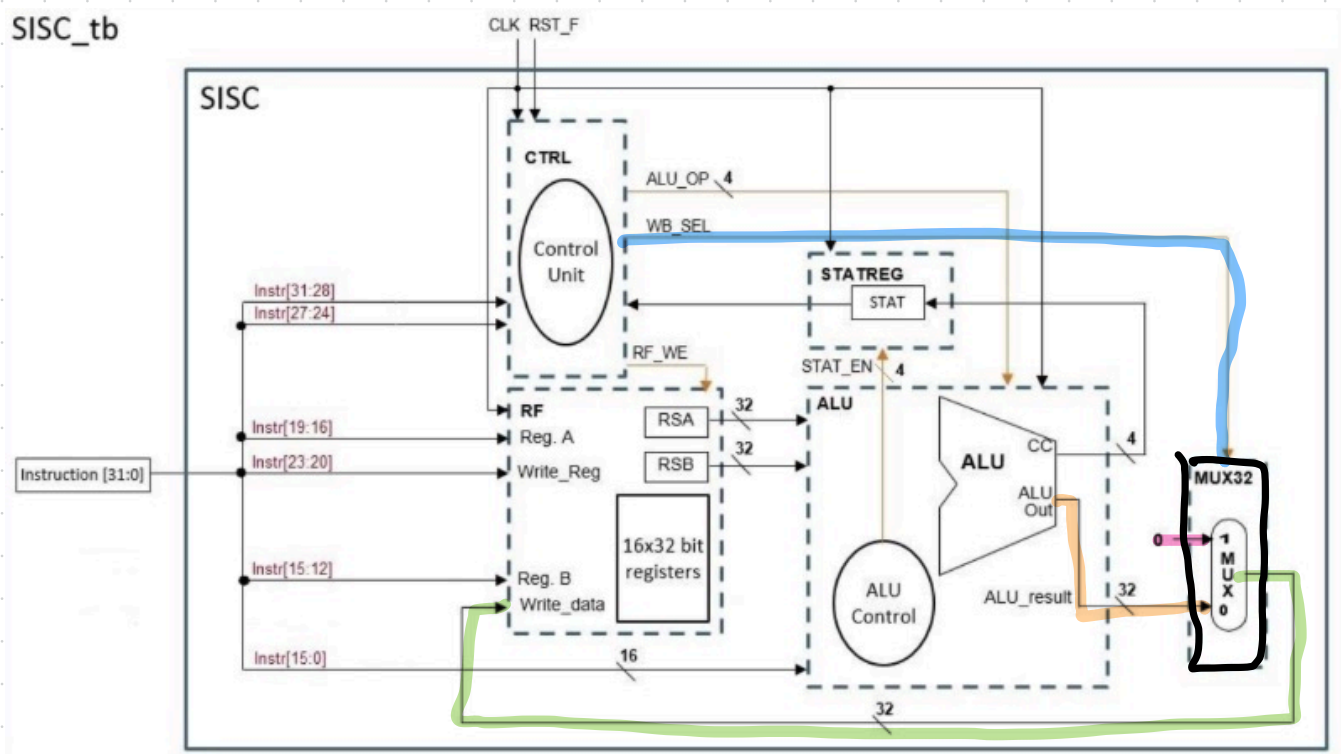 SISC_tb
CLK RST_F
SISC
CTRL
Control
Unit
ALU_OP 4
WB_SEL
STATREG
STAT
Instr[31:28]
Instr[27:24]
RF_WE
STAT_EN 4
RF
RSA
32
ALU
Instr[19:16]
Reg. A
CC
4
Instr[23:20]
Write_Reg
RSB
32
ALU
Instruction [31:0]
MUX32
ALU
Out
16x32 bit
registers
0
1
M
U
X
0
Instr[15:12]
Reg. B
Write_data
ALU
Control
ALU_result
32
Instr[15:0]
16
32